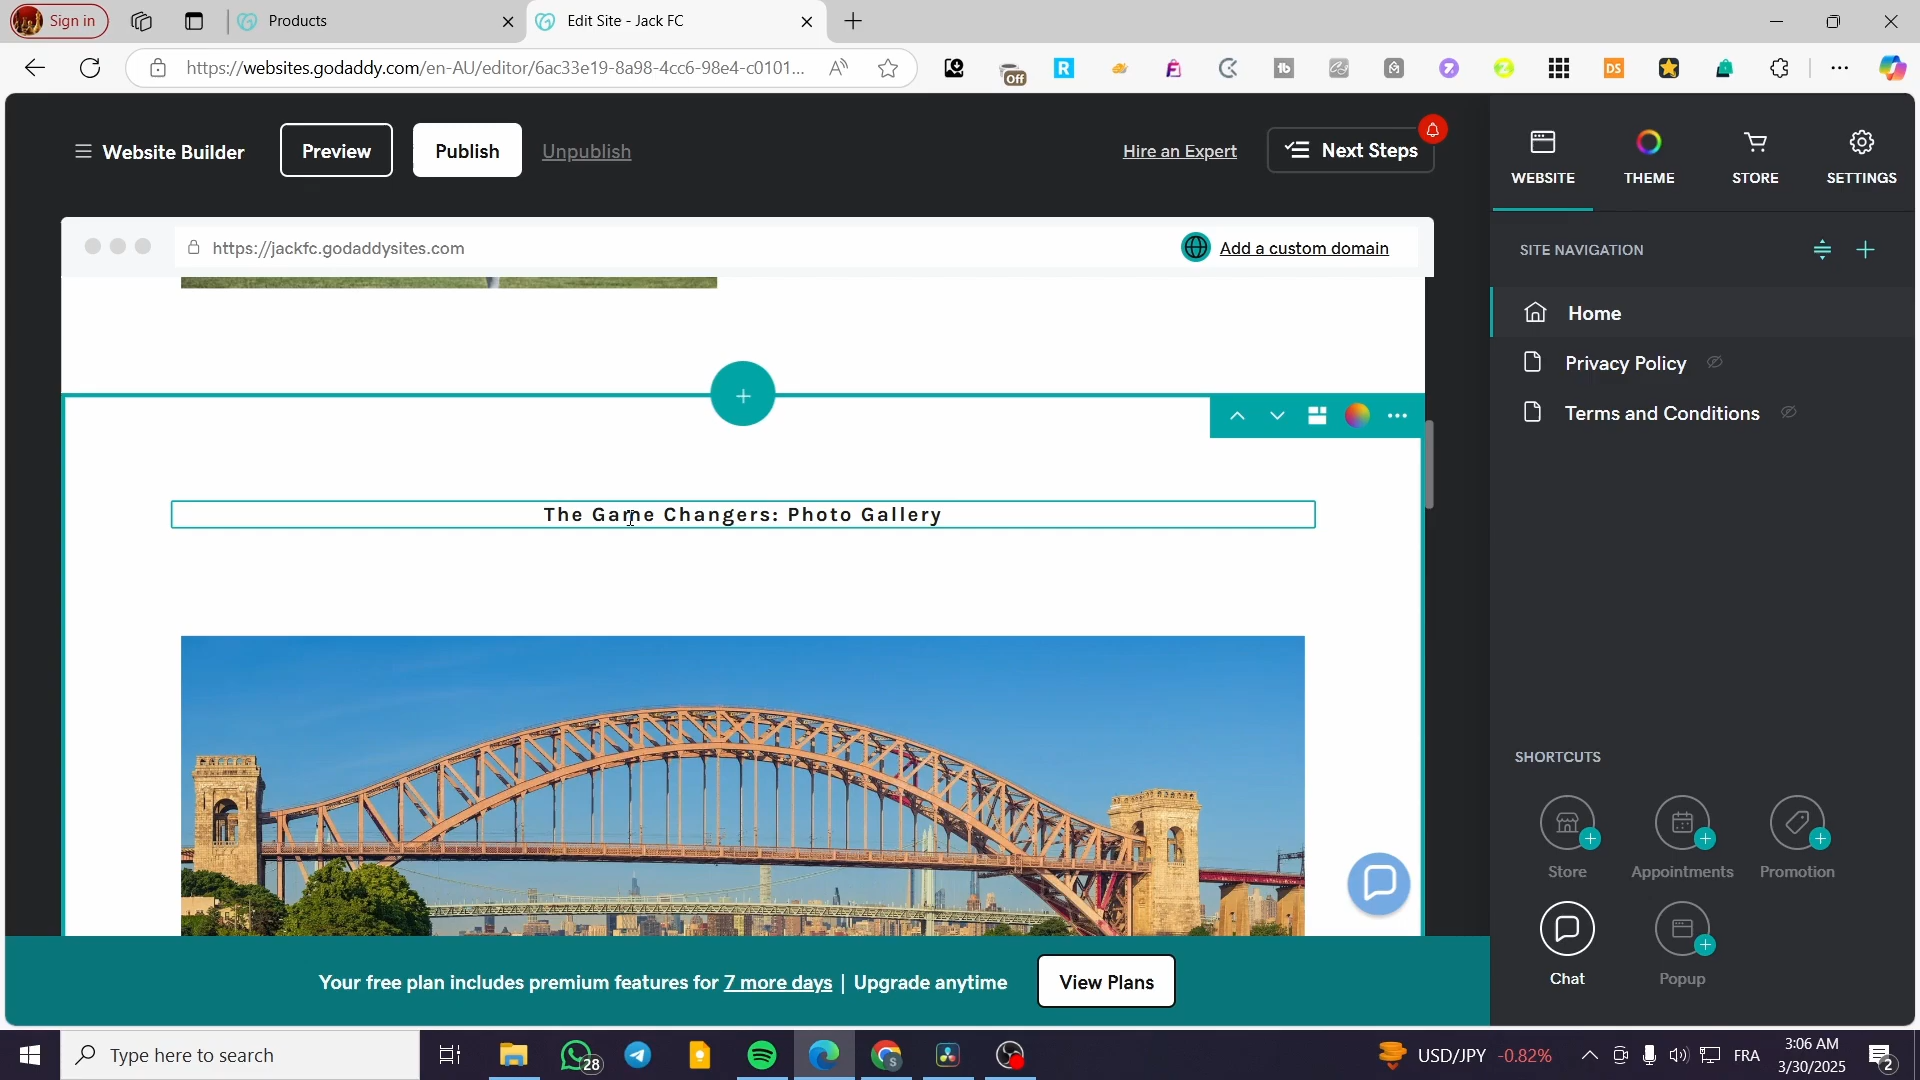 Sign in
Products
Edit Site - Jack FC
https://websites.godaddy.com/en-AU/editor/6ac33e19-8a98-4cc6-98e4-c0101...
Off
Website Builder
Preview
Publish
Unpublish
Hire an Expert
Next Steps
WEBSITE
THEME
STORE
SETTINGS
https://jackfc.godaddysites.com
Add a custom domain
SITE NAVIGATION
Home
Privacy Policy
Terms and Conditions
The Game Changers: Photo Gallery
SHORTCUTS
Store
Appointments
Promotion
Chat
Popup
Your free plan includes premium features for 7 more days | Upgrade anytime
View Plans
Type here to search
28
USD/JPY -0.82%
FRA
3:06 AM
3/30/2025
2